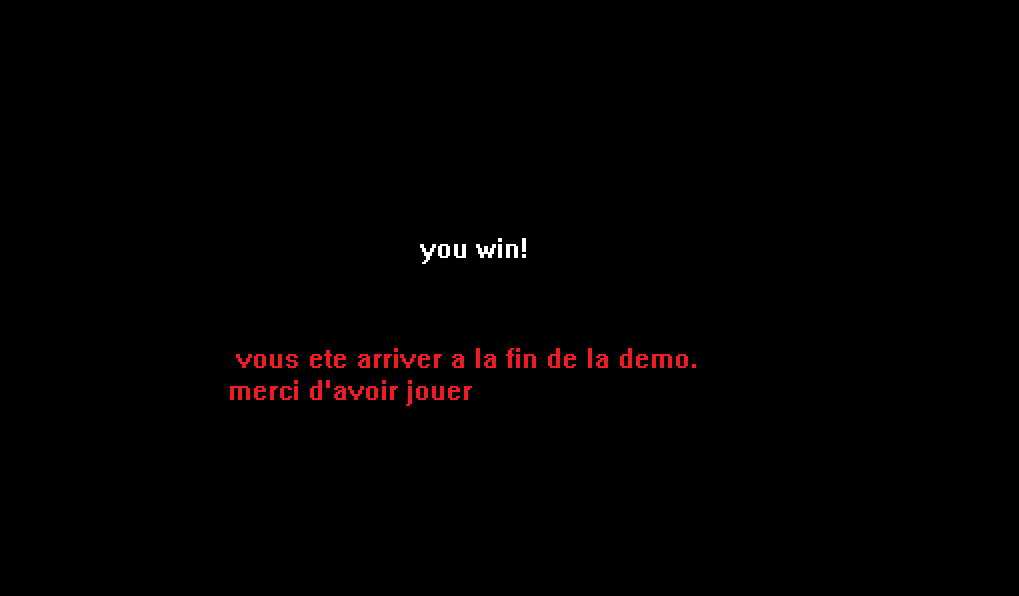 you win!
vous ete arriver a la fin de la demo.
merci d'avoir jouer